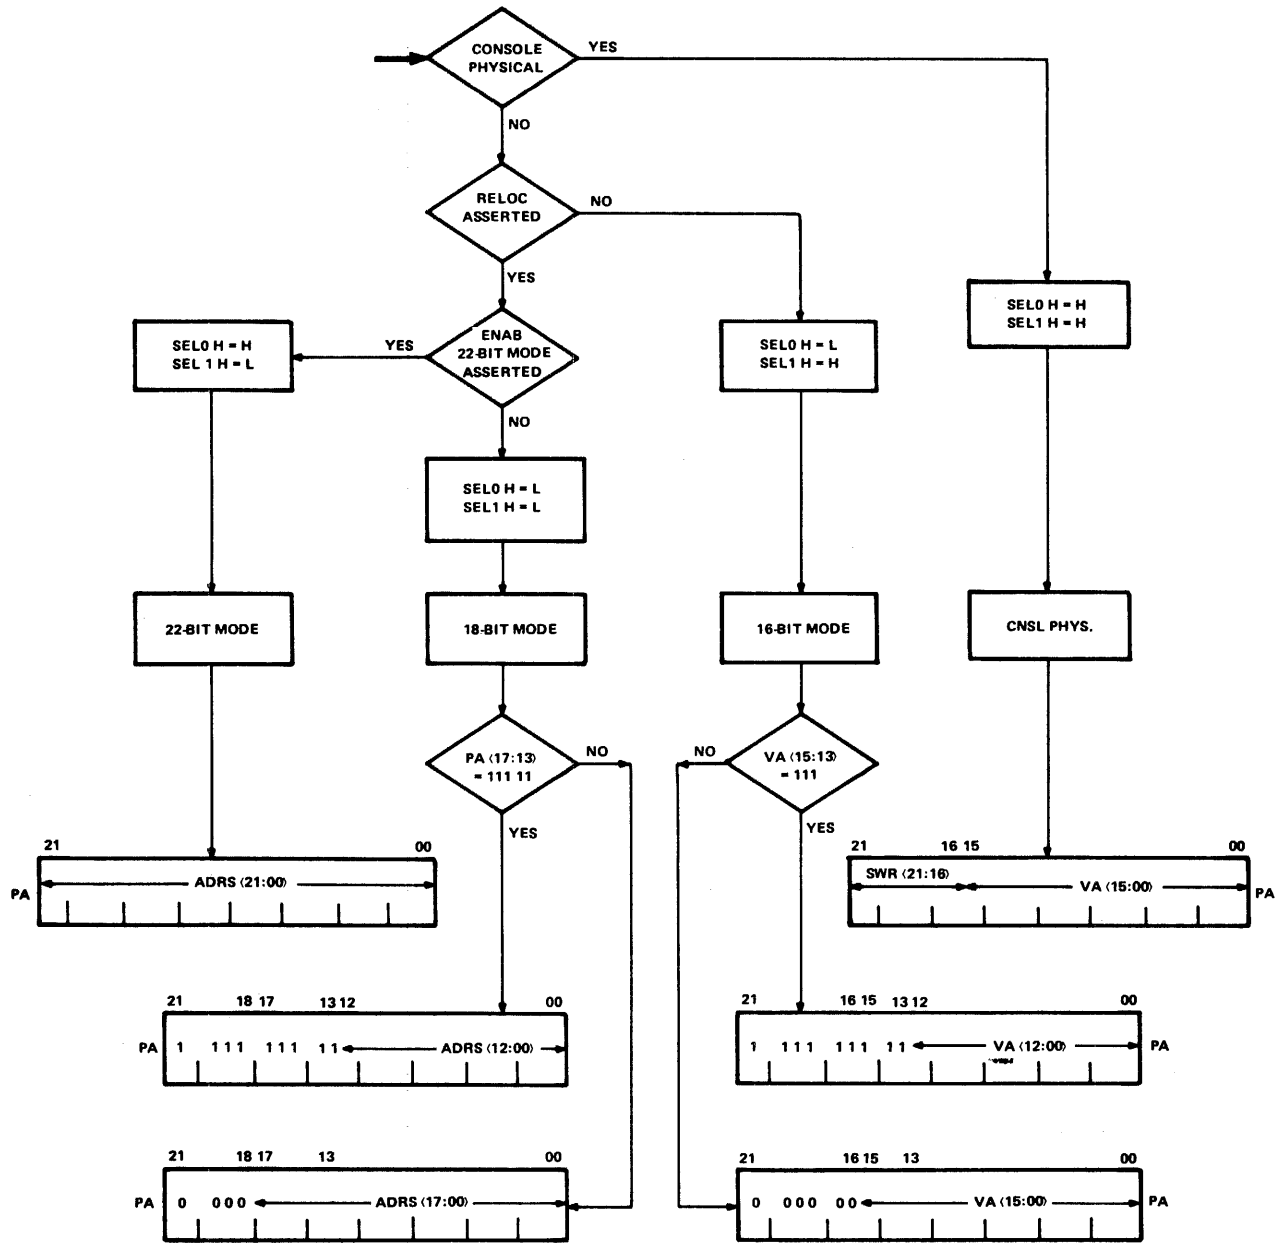 CONSOLE
PHYSICAL
YES
NO
RELOC
ASSERTED
NO
YES
ENAB
22-BIT MODE
ASSERTED
YES
NO
SEL0 H = H
SEL 1 H = L
SEL0 H = L
SEL1 H = L
SEL0 H = L
SEL1 H = H
SEL0 H = H
SEL1 H = H
22-BIT MODE
18-BIT MODE
16-BIT MODE
CNSL PHYS.
PA ⟨17:13⟩
= 111 11
NO
YES
VA ⟨15:13⟩
= 111
NO
YES
21 00
PA ADRS ⟨21:00⟩
21 16 15 00
SWR ⟨21:16⟩ VA ⟨15:00⟩ PA
21 18 17 13 12 00
PA 1 111 111 11 ADRS ⟨12:00⟩
21 16 15 13 12 00
1 111 111 11 VA ⟨12:00⟩ PA
21 18 17 13 00
PA 0 000 ADRS ⟨17:00⟩
21 16 15 13 00
0 000 00 VA ⟨15:00⟩ PA